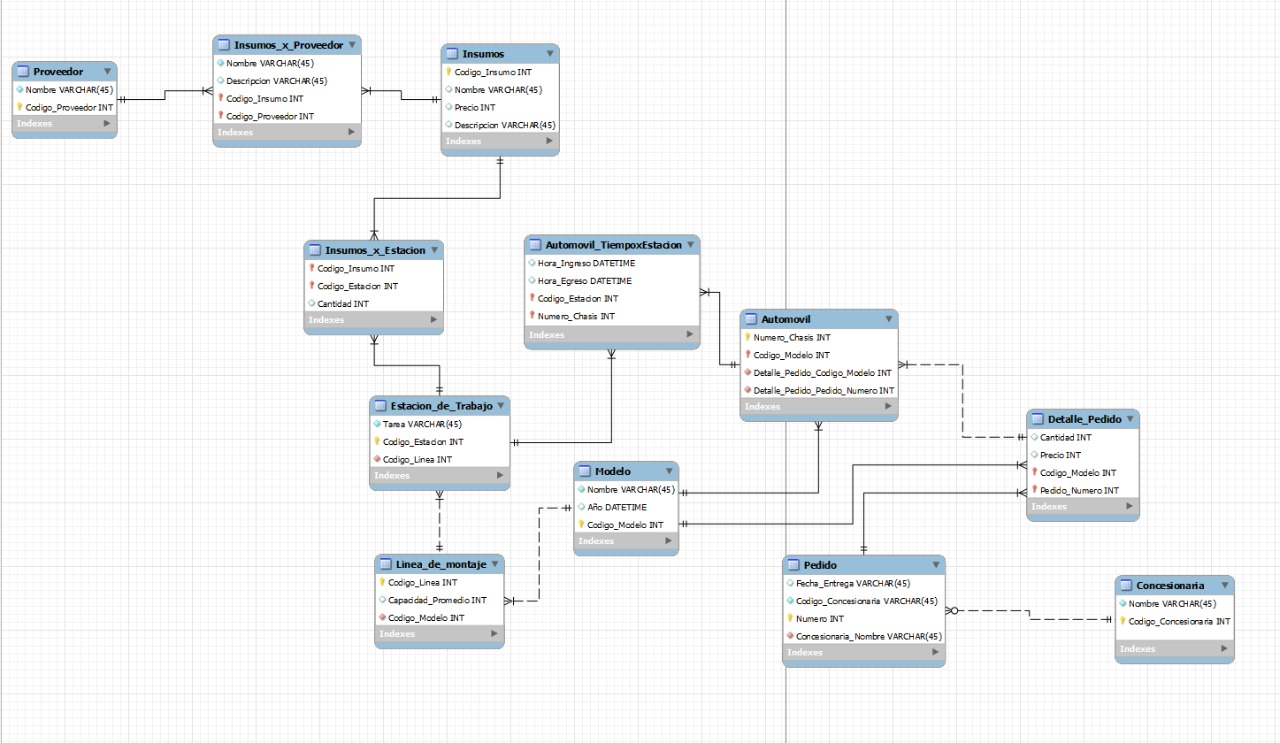 Proveedor
Nombre VARCHAR(45)
Codigo_Proveedor INT
Indexes
Insumos_x_Proveedor
Nombre VARCHAR(45)
Descripcion VARCHAR(45)
Codigo_Insumo INT
Codigo_Proveedor INT
Indexes
Insumos
Codigo_Insumo INT
Nombre VARCHAR(45)
Precio INT
Descripcion VARCHAR(45)
Indexes
Insumos_x_Estacion
Codigo_Insumo INT
Codigo_Estacion INT
Cantidad INT
Indexes
Automovil_TiempoxEstacion
Hora_Ingreso DATETIME
Hora_Egreso DATETIME
Codigo_Estacion INT
Numero_Chasis INT
Indexes
Automovil
Numero_Chasis INT
Codigo_Modelo INT
Detalle_Pedido_Codigo_Modelo INT
Detalle_Pedido_Pedido_Numero INT
Indexes
Estacion_de_Trabajo
Tarea VARCHAR(45)
Codigo_Estacion INT
Codigo_Linea INT
Indexes
Detalle_Pedido
Cantidad INT
Precio INT
Codigo_Modelo INT
Pedido_Numero INT
Indexes
Modelo
Nombre VARCHAR(45)
Año DATETIME
Codigo_Modelo INT
Indexes
Linea_de_montaje
Codigo_Linea INT
Capacidad_Promedio INT
Codigo_Modelo INT
Indexes
Pedido
Fecha_Entrega VARCHAR(45)
Codigo_Concesionaria VARCHAR(45)
Numero INT
Concesionaria_Nombre VARCHAR(45)
Indexes
Concesionaria
Nombre VARCHAR(45)
Codigo_Concesionaria INT
Indexes